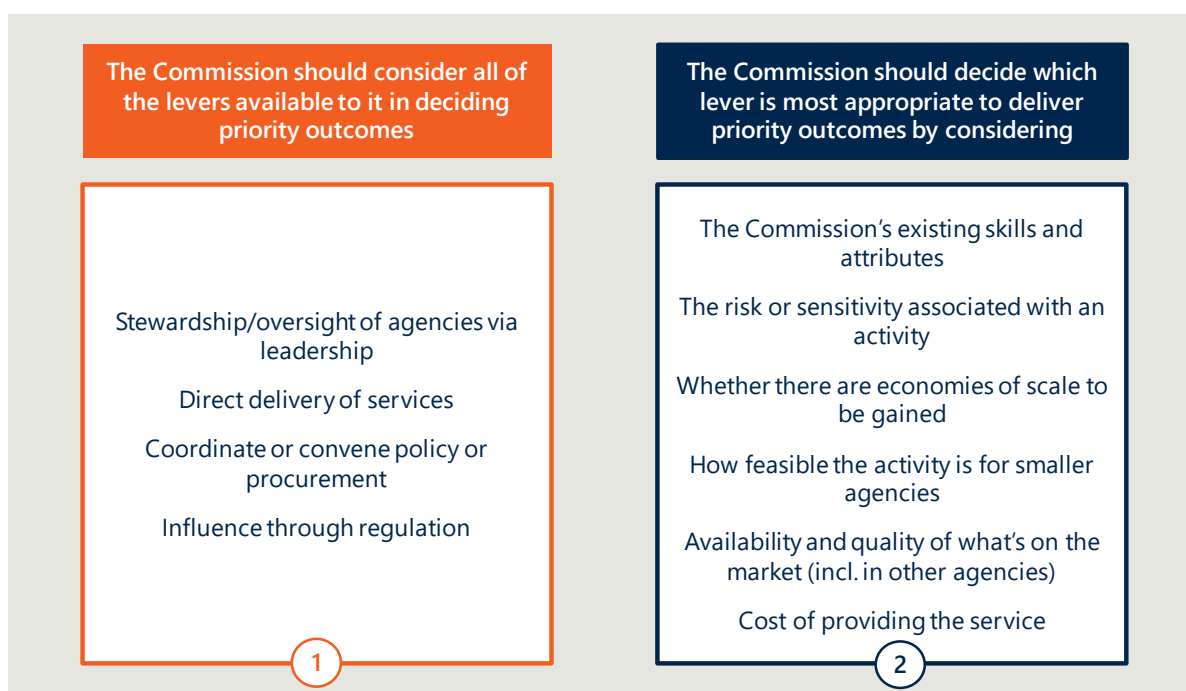 The Commission should consider all of
the levers available to it in deciding
priority outcomes
Stewardship/oversight of agencies via
leadership
Direct delivery of services
Coordinate or convene policy or
procurement
Influence through regulation
1
The Commission should decide which
lever is most appropriate to deliver
priority outcomes by considering
The Commission's existing skills and
attributes
The risk or sensitivity associated with an
activity
Whether there are economies of scale to
be gained
How feasible the activity is for smaller
agencies
Availability and quality of what's on the
market (incl. in other agencies)
Cost of providing the service
2